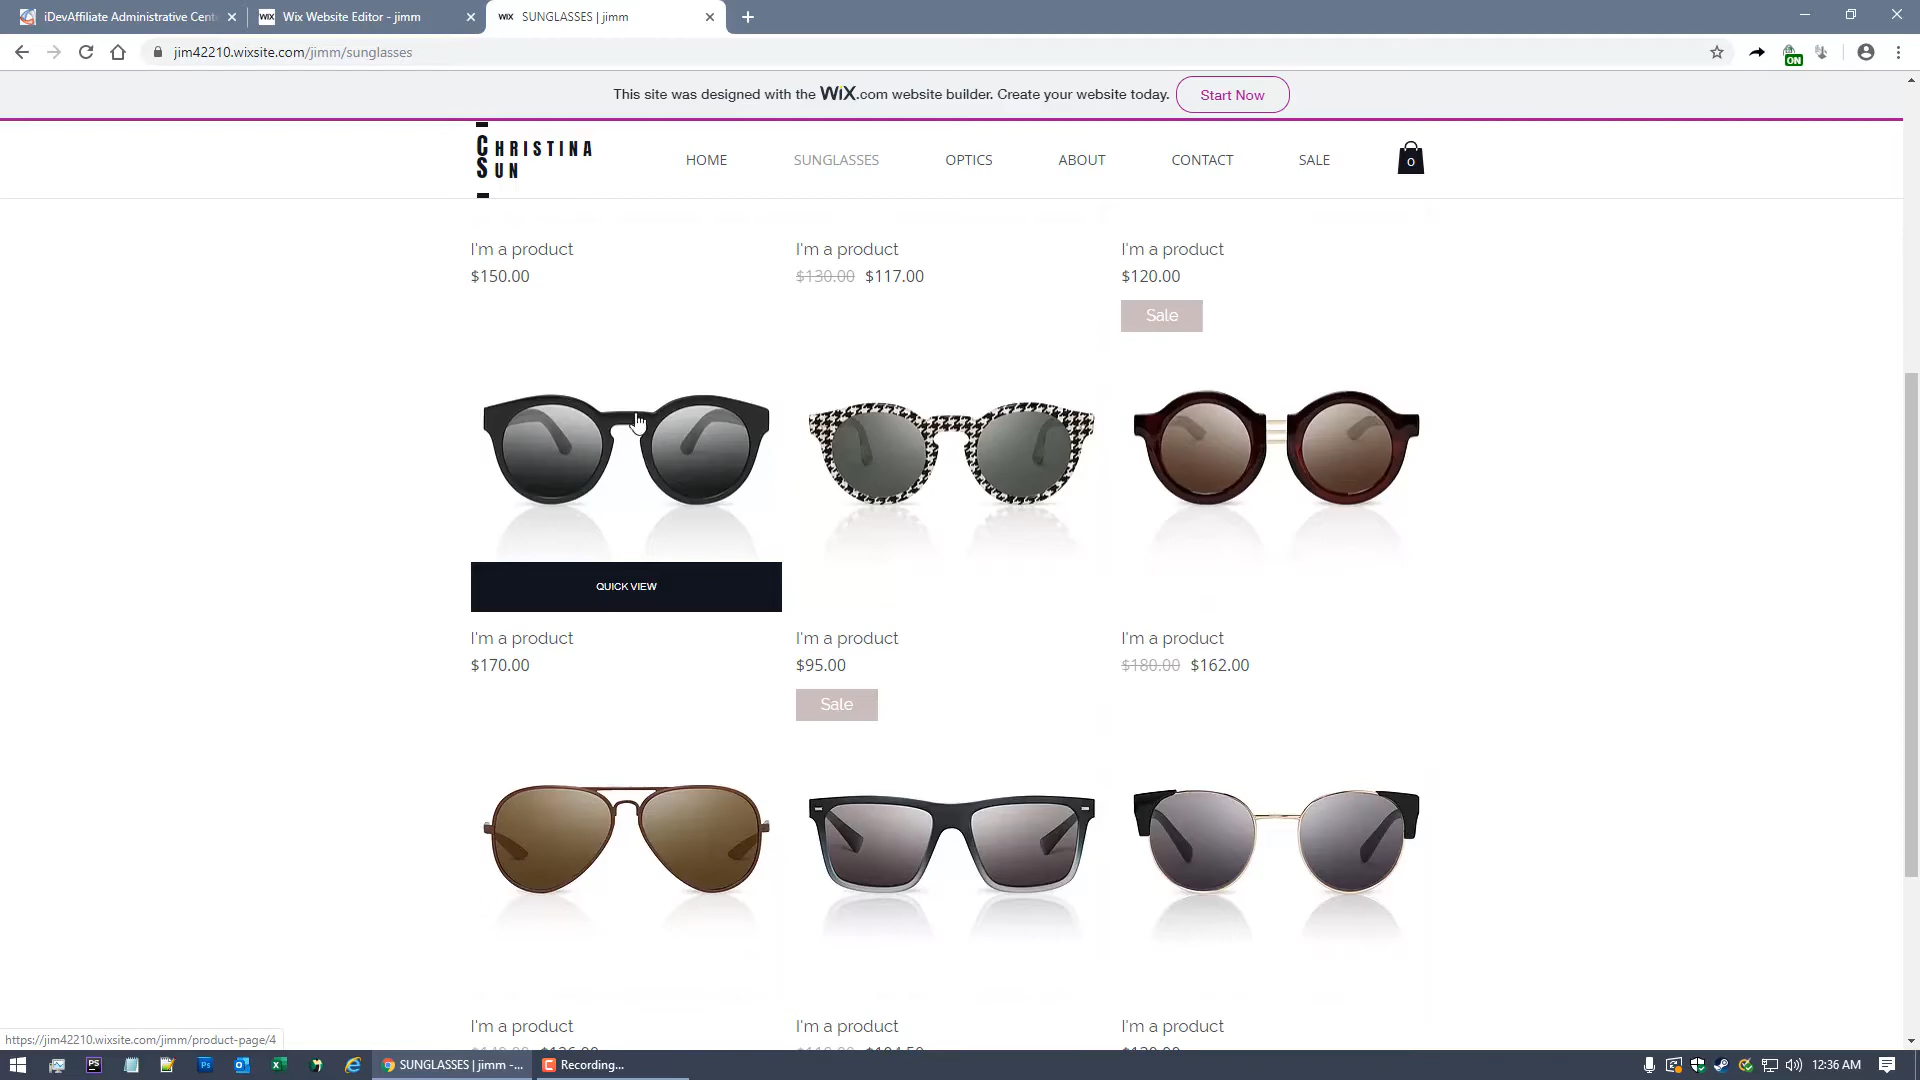 iDevAffiliate Administrative Cent
Wix Website Editor - jimm
WIX SUNGLASSES | jimm
jim42210.wixsite.com/jimm/sunglasses
ON
This site was designed with the WiX.com website builder. Create your website today. Start Now
CHRISTINA
SUN
HOME SUNGLASSES OPTICS ABOUT CONTACT SALE 0
I'm a product I'm a product I'm a product
$150.00 $130.00 $117.00 $120.00
Sale
QUICK VIEW
I'm a product I'm a product I'm a product
$170.00 $95.00 $180.00 $162.00
Sale
I'm a product I'm a product I'm a product
https://jim42210.wixsite.com/jimm/product-page/4
SUNGLASSES | jimm -... Recording... 12:36 AM